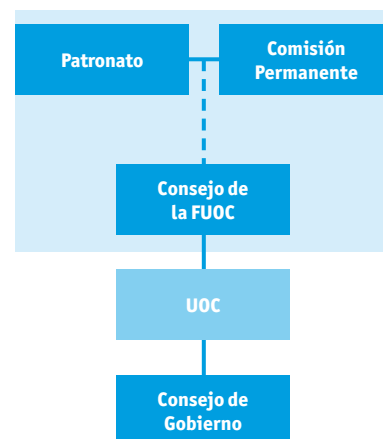 Patronato
Comisión
Permanente
Consejo de
la FUOC
UOC
Consejo de
Gobierno